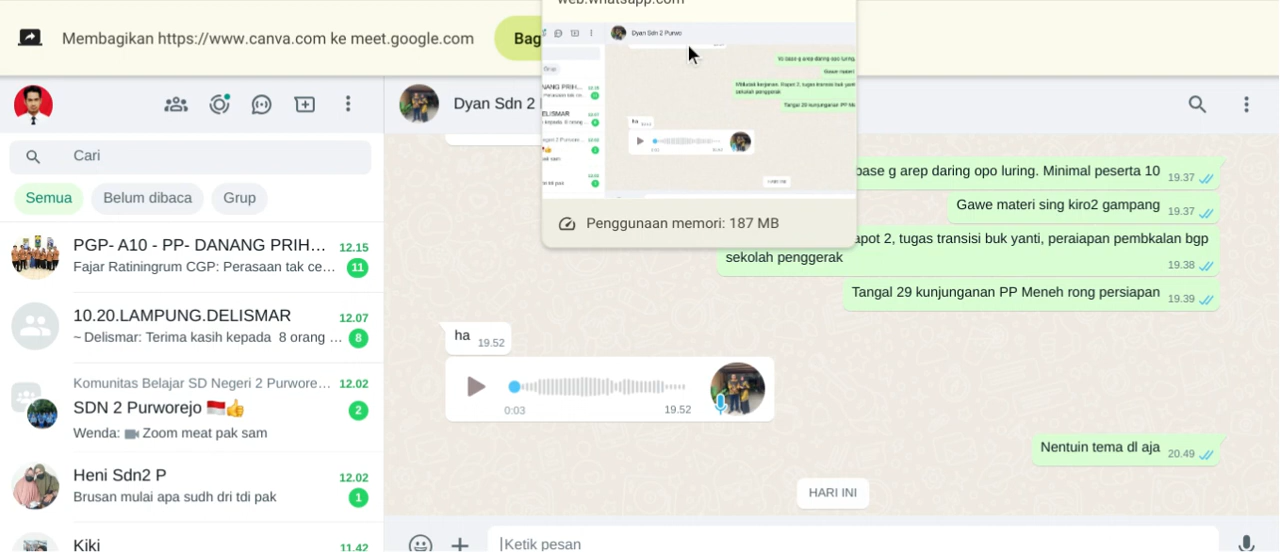 web.whatsapp.com
Membagikan https://www.canva.com ke meet.google.com
Bag
Penggunaan memori: 187 MB
Cari
Semua
Belum dibaca
Grup
PGP- A10 - PP- DANANG PRIH… 12.15
Fajar Ratiningrum CGP: Perasaan tak ce… 11
10.20.LAMPUNG.DELISMAR 12.07
~ Delismar: Terima kasih kepada 8 orang … 8
Komunitas Belajar SD Negeri 2 Purwore… 12.02
SDN 2 Purworejo 🇮🇩👍 2
Wenda: Zoom meat pak sam
Heni Sdn2 P 12.02
Brusan mulai apa sudh dri tdi pak 1
Kiki 11.42
Dyan Sdn 2
Dyan Sdn 2 Purwo
base g arep daring opo luring. Minimal peserta 10 19.37
Gawe materi sing kiro2 gampang 19.37
apot 2, tugas transisi buk yanti, peraiapan pembkalan bgp
sekolah penggerak 19.38
Tangal 29 kunjunganan PP Meneh rong persiapan 19.39
ha 19.52
0:03 19.52
Nentuin tema dl aja 20.49
HARI INI
Ketik pesan